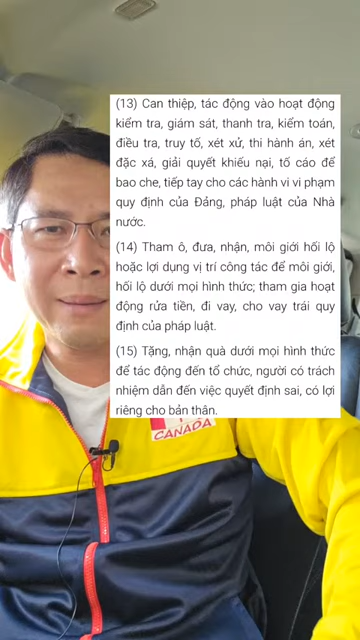 (13) Can thiệp, tác động vào hoạt động
kiểm tra, giám sát, thanh tra, kiểm toán,
điều tra, truy tố, xét xử, thi hành án, xét
đặc xá, giải quyết khiếu nại, tố cáo để
bao che, tiếp tay cho các hành vi vi phạm
quy định của Đảng, pháp luật của Nhà
nước.
(14) Tham ô, đưa, nhận, môi giới hối lộ
hoặc lợi dụng vị trí công tác để môi giới,
hối lộ dưới mọi hình thức; tham gia hoạt
động rửa tiền, đi vay, cho vay trái quy
định của pháp luật.
(15) Tặng, nhận quà dưới mọi hình thức
để tác động đến tổ chức, người có trách
nhiệm dẫn đến việc quyết định sai, có lợi
riêng cho bản thân.
CANADA